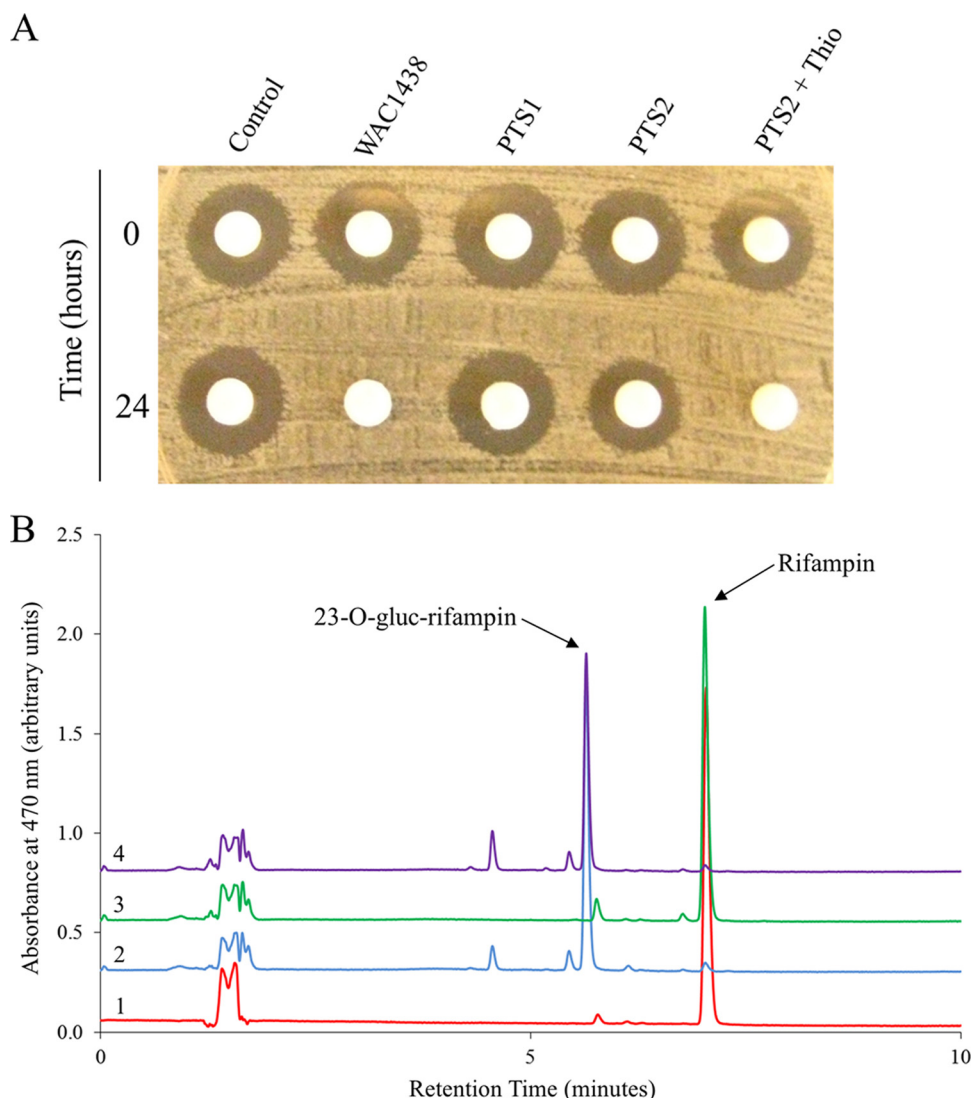 A
Control
WAC1438
PTS1
PTS2
PTS2 + Thio
Time (hours)
0
24
B
Absorbance at 470 nm (arbitrary units)
2.5
2.0
1.5
1.0
0.5
0.0
23-O-gluc-rifampin
Rifampin
4
3
2
1
0
5
10
Retention Time (minutes)